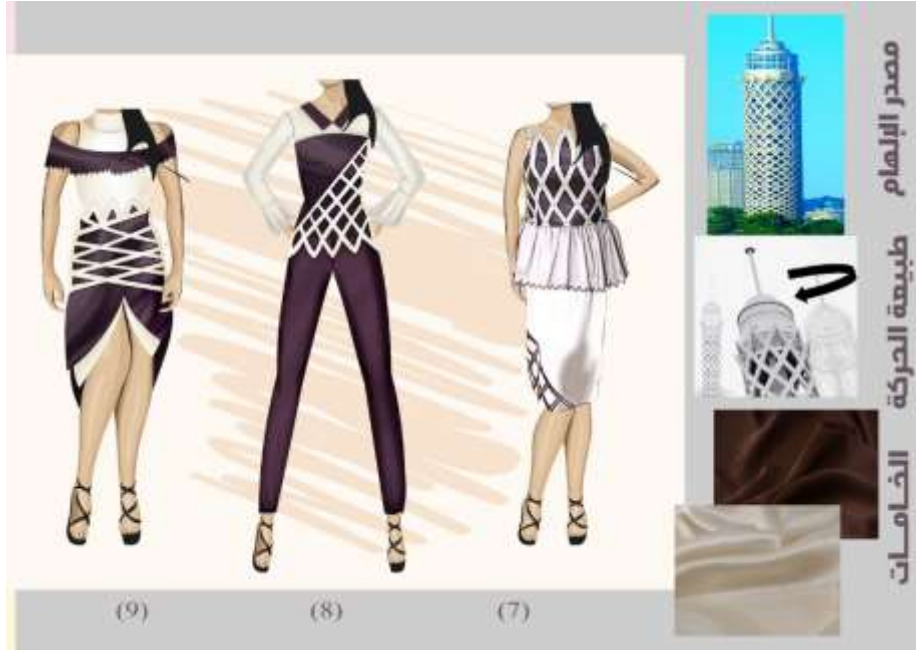 مصدر الإلهام
طبيعة الحركة
الخامات
(9) (8) (7)